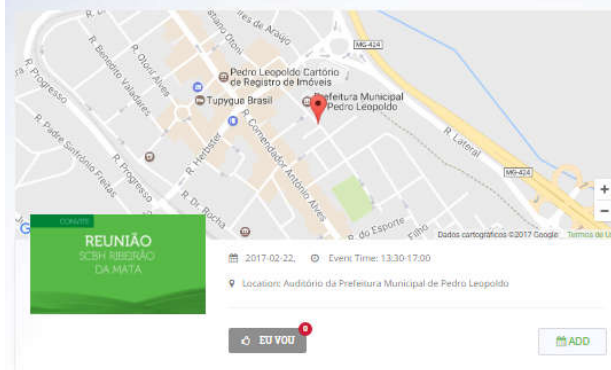 MG-424
R. Benedito Valadares
R. Otoni Alves
R. Progresso
Pedro Leopoldo Cartório
de Registro de Imóveis
Tupygua Brasil
Prefeitura Municipal
Pedro Leopoldo
R. Comendador Antônio Alves
R. Herbster
R. Padre Sinfrônio Freitas
R. Progresso
R. Lateral
MG-424
R. Dr. Rocha
do Esporte
Dados cartográficos ©2017 Google
Termos de
CONVITE
REUNIÃO
SCBH RIBEIRÃO
DA MATA
2017-02-22, Event Time: 13:30-17:00
Location: Auditório da Prefeitura Municipal de Pedro Leopoldo
EU VOU
ADD